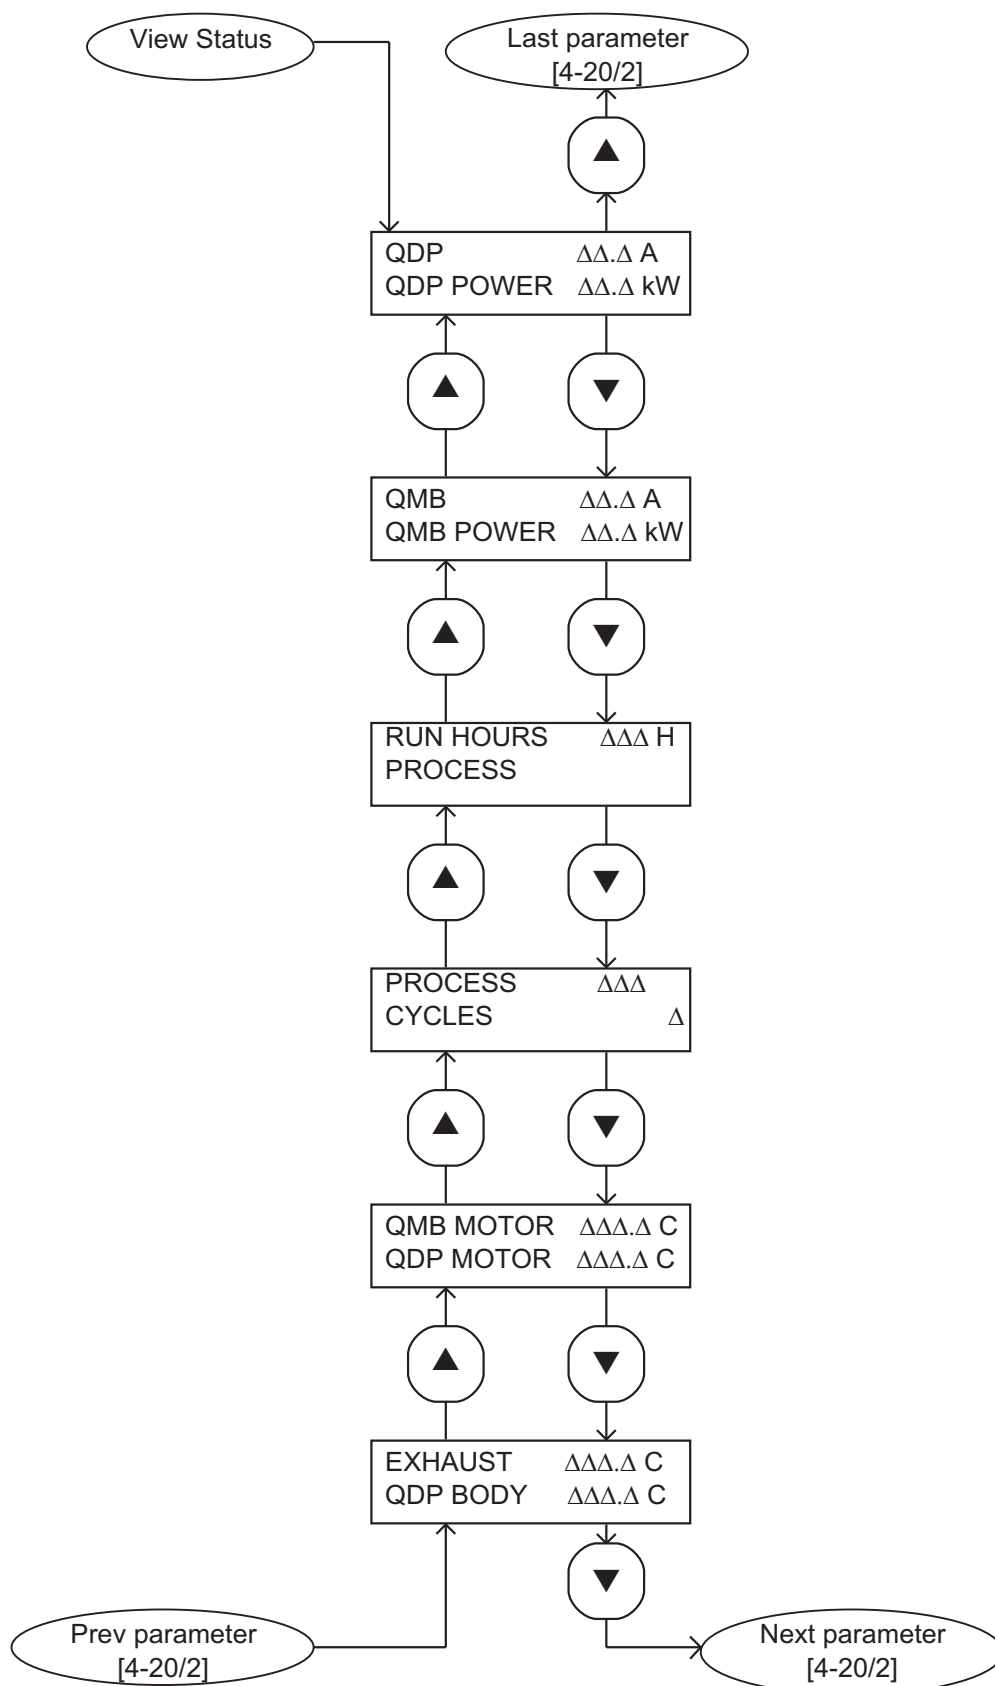 View Status
Last parameter
[4-20/2]
QDP ΔΔ.Δ A
QDP POWER ΔΔ.Δ kW
QMB ΔΔ.Δ A
QMB POWER ΔΔ.Δ kW
RUN HOURS ΔΔΔ H
PROCESS
PROCESS ΔΔΔ
CYCLES Δ
QMB MOTOR ΔΔΔ.Δ C
QDP MOTOR ΔΔΔ.Δ C
EXHAUST ΔΔΔ.Δ C
QDP BODY ΔΔΔ.Δ C
Prev parameter
[4-20/2]
Next parameter
[4-20/2]